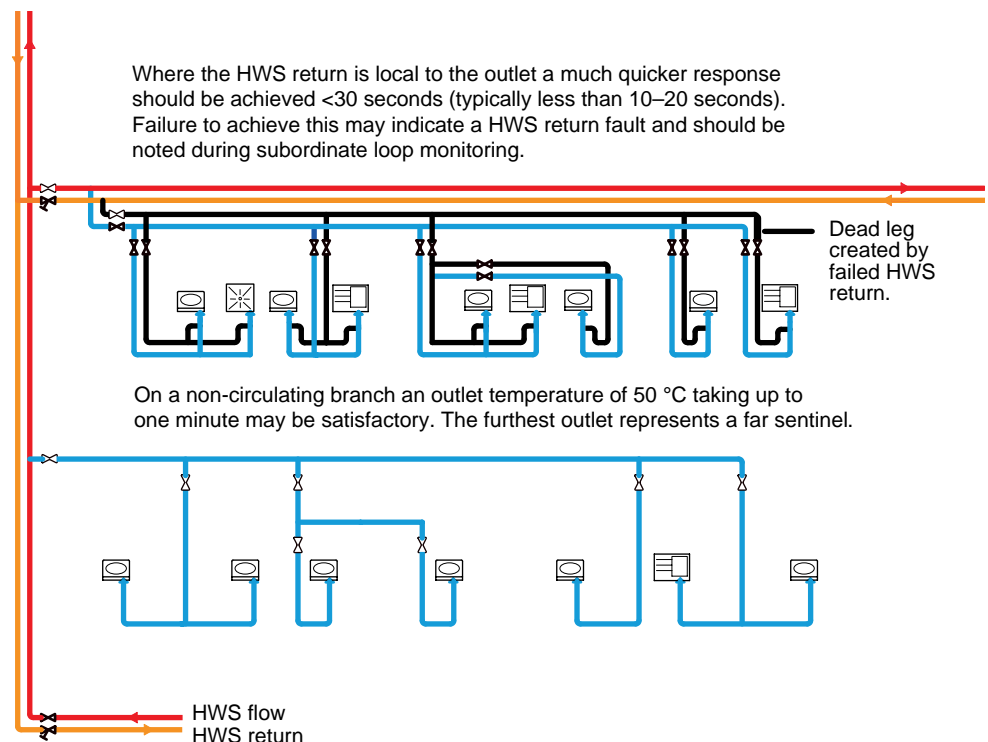 Where the HWS return is local to the outlet a much quicker response
should be achieved <30 seconds (typically less than 10–20 seconds).
Failure to achieve this may indicate a HWS return fault and should be
noted during subordinate loop monitoring.
Dead leg
created by
failed HWS
return.
On a non-circulating branch an outlet temperature of 50 °C taking up to
one minute may be satisfactory. The furthest outlet represents a far sentinel.
HWS flow
HWS return